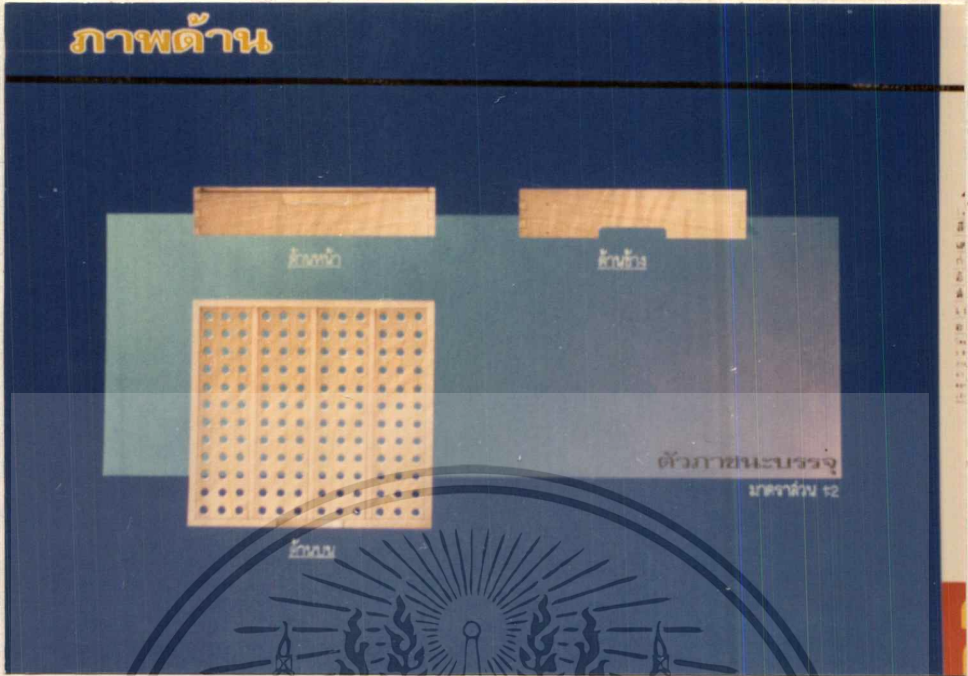 ภาพด้าน
ด้านหน้า
ด้านข้าง
ตัวภาชนะบรรจุ
มาตราส่วน 1:2
ด้านบน